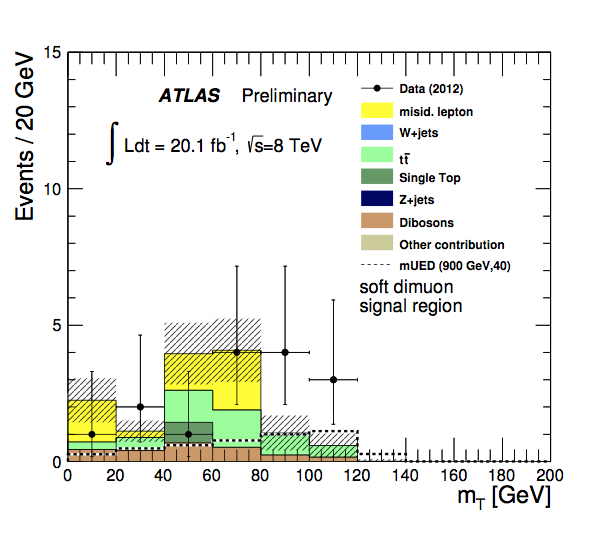 Events / 20 GeV
15
10
5
0
ATLAS Preliminary
∫ Ldt = 20.1 fb⁻¹, √s=8 TeV
Data (2012)
misid. lepton
W+jets
tt̄
Single Top
Z+jets
Dibosons
Other contribution
mUED (900 GeV,40)
soft dimuon
signal region
0 20 40 60 80 100 120 140 160 180 200
m_T [GeV]